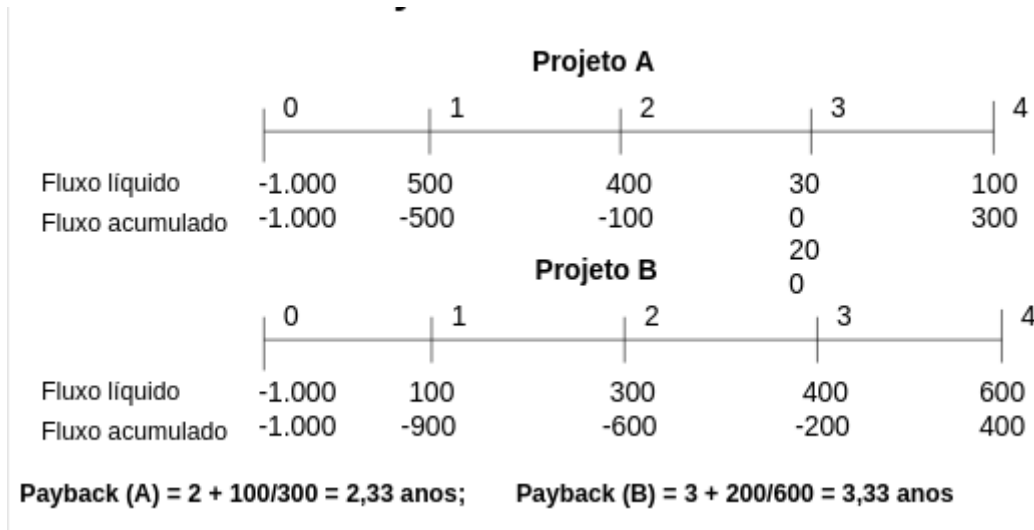 Projeto A
0 1 2 3 4
Fluxo líquido -1.000 500 400 30 100
Fluxo acumulado -1.000 -500 -100 0 300
20
0
Projeto B
0 1 2 3 4
Fluxo líquido -1.000 100 300 400 600
Fluxo acumulado -1.000 -900 -600 -200 400
Payback (A) = 2 + 100/300 = 2,33 anos; Payback (B) = 3 + 200/600 = 3,33 anos